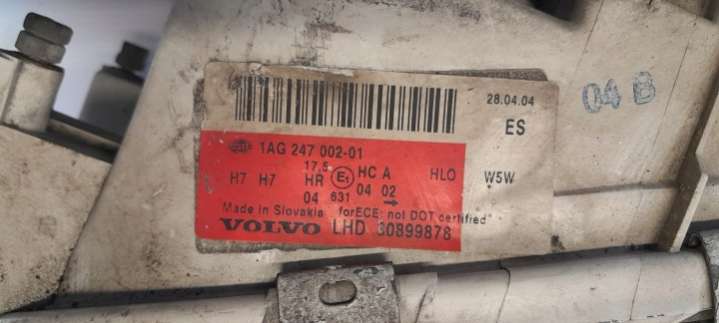 28.04.04
04 B
ES
1AG 247 002-01
17,5
HC A
HLO
H7 H7 HR E1 W5W
04 02
04 631
Made in Slovakia forECE; not DOT certified
VOLVO LHD 30899878